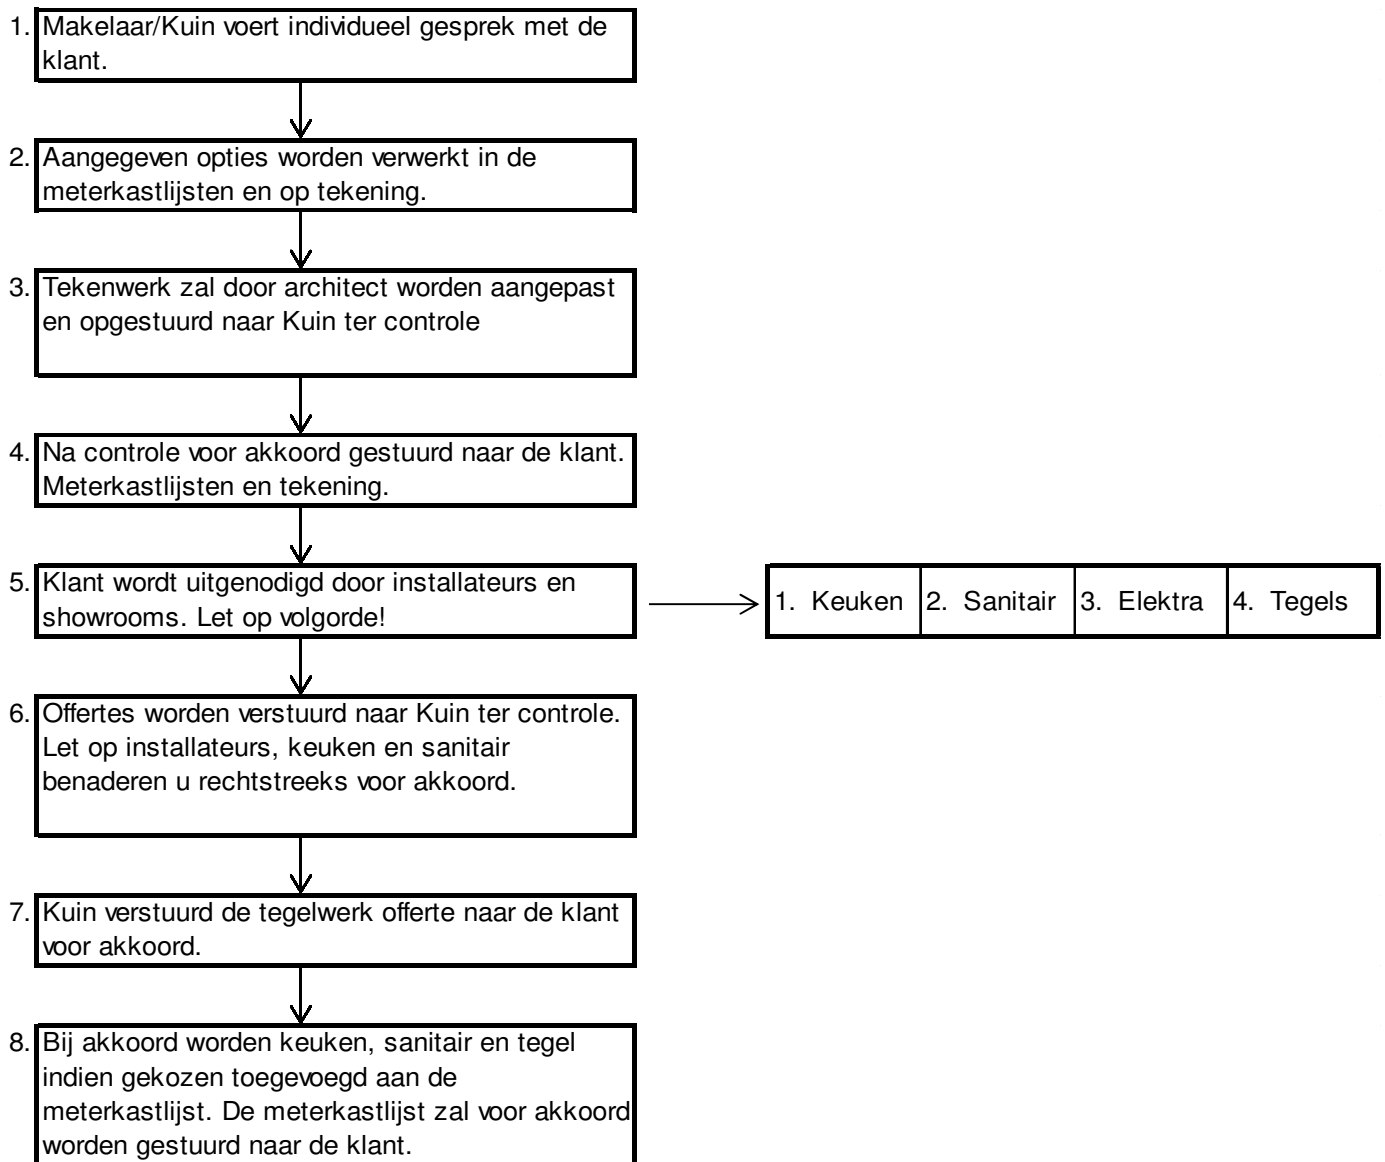 1. Makelaar/Kuin voert individueel gesprek met de
klant.
2. Aangegeven opties worden verwerkt in de
meterkastlijsten en op tekening.
3. Tekenwerk zal door architect worden aangepast
en opgestuurd naar Kuin ter controle
4. Na controle voor akkoord gestuurd naar de klant.
Meterkastlijsten en tekening.
5. Klant wordt uitgenodigd door installateurs en
showrooms. Let op volgorde!
1. Keuken 2. Sanitair 3. Elektra 4. Tegels
6. Offertes worden verstuurd naar Kuin ter controle.
Let op installateurs, keuken en sanitair
benaderen u rechtstreeks voor akkoord.
7. Kuin verstuurd de tegelwerk offerte naar de klant
voor akkoord.
8. Bij akkoord worden keuken, sanitair en tegel
indien gekozen toegevoegd aan de
meterkastlijst. De meterkastlijst zal voor akkoord
worden gestuurd naar de klant.